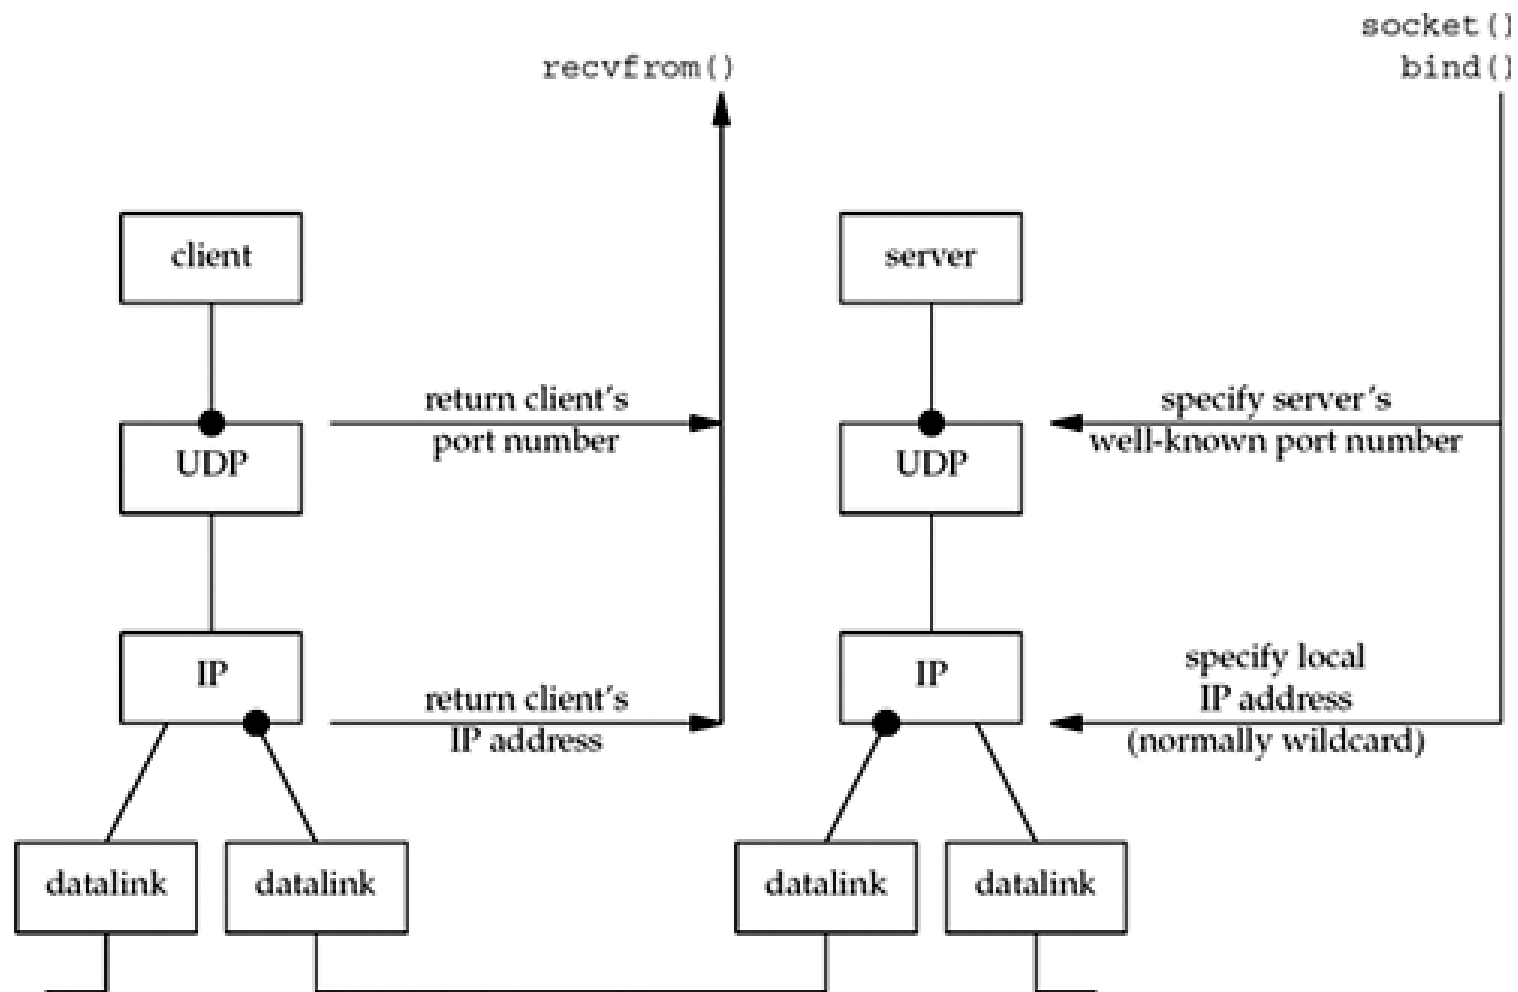 socket()
recvfrom()
bind()
client
server
return client's
port number
specify server's
well-known port number
UDP
UDP
IP
IP
return client's
IP address
specify local
IP address
(normally wildcard)
datalink
datalink
datalink
datalink